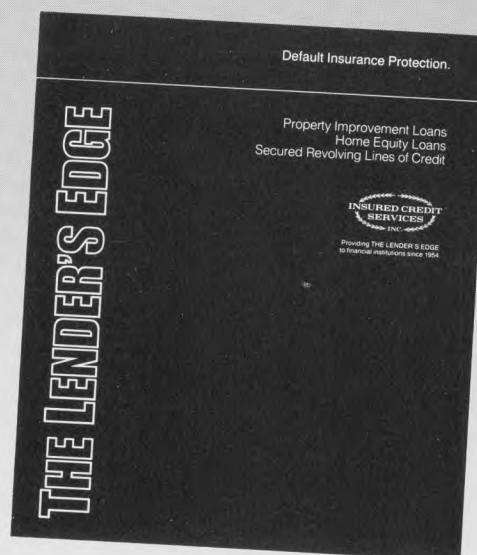 Default Insurance Protection.
Property Improvement Loans
Home Equity Loans
Secured Revolving Lines of Credit
INSURED CREDIT
SERVICES
INC.
Providing THE LENDER'S EDGE
to financial institutions since 1954
THE LENDER'S EDGE